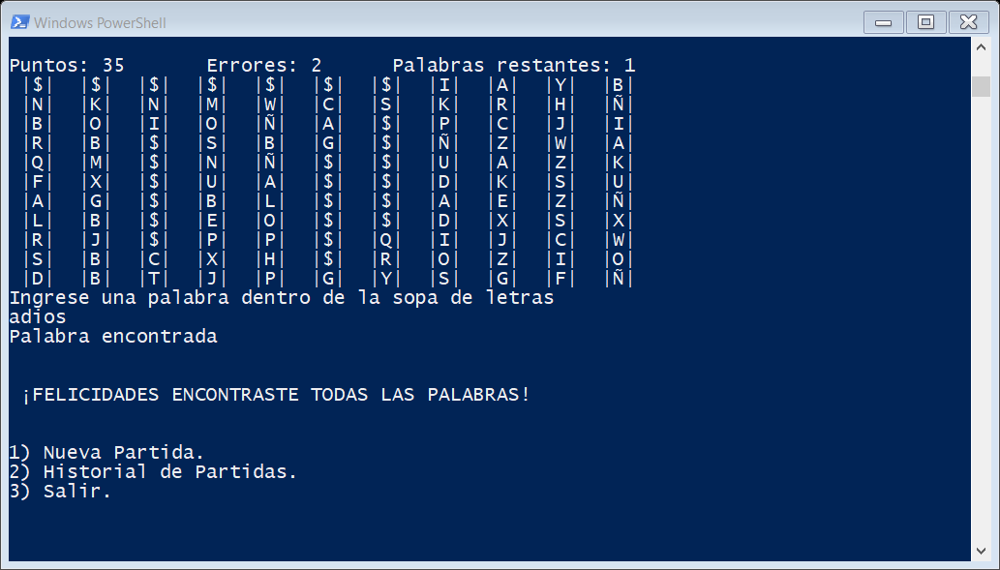 Windows PowerShell
Puntos: 35 Errores: 2 Palabras restantes: 1
|$| |$| |$| |$| |$| |$| |$| |I| |A| |Y| |B|
|N| |K| |N| |M| |W| |C| |S| |K| |R| |H| |Ñ|
|B| |O| |I| |O| |Ñ| |A| |$| |P| |C| |J| |I|
|R| |B| |$| |S| |B| |G| |$| |Ñ| |Z| |W| |A|
|Q| |M| |$| |N| |Ñ| |$| |$| |U| |A| |Z| |K|
|F| |X| |$| |U| |A| |$| |$| |D| |K| |S| |U|
|A| |G| |$| |B| |L| |$| |$| |A| |E| |Z| |Ñ|
|L| |B| |$| |E| |O| |$| |$| |D| |X| |S| |X|
|R| |J| |$| |P| |P| |$| |Q| |I| |J| |C| |W|
|S| |B| |C| |X| |H| |$| |R| |O| |Z| |I| |O|
|D| |B| |T| |J| |P| |G| |Y| |S| |G| |F| |Ñ|
Ingrese una palabra dentro de la sopa de letras
adios
Palabra encontrada
¡FELICIDADES ENCONTRASTE TODAS LAS PALABRAS!
1) Nueva Partida.
2) Historial de Partidas.
3) Salir.